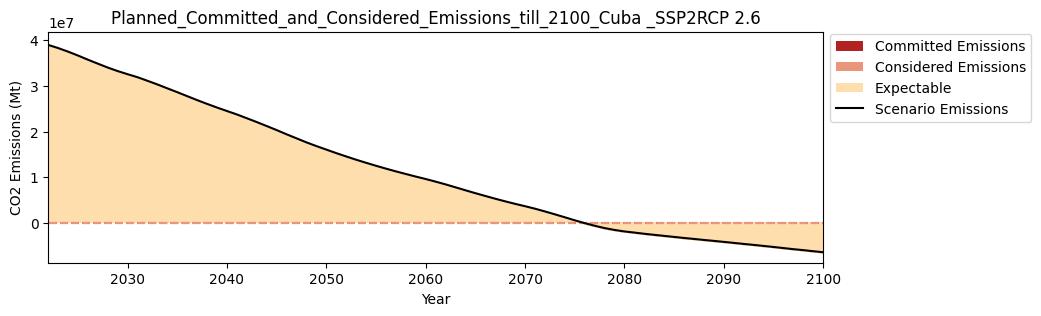 Planned_Committed_and_Considered_Emissions_till_2100_Cuba _SSP2RCP 2.6
1e7
4
3
2
1
0
CO2 Emissions (Mt)
2030 2040 2050 2060 2070 2080 2090 2100
Year
Committed Emissions
Considered Emissions
Expectable
Scenario Emissions